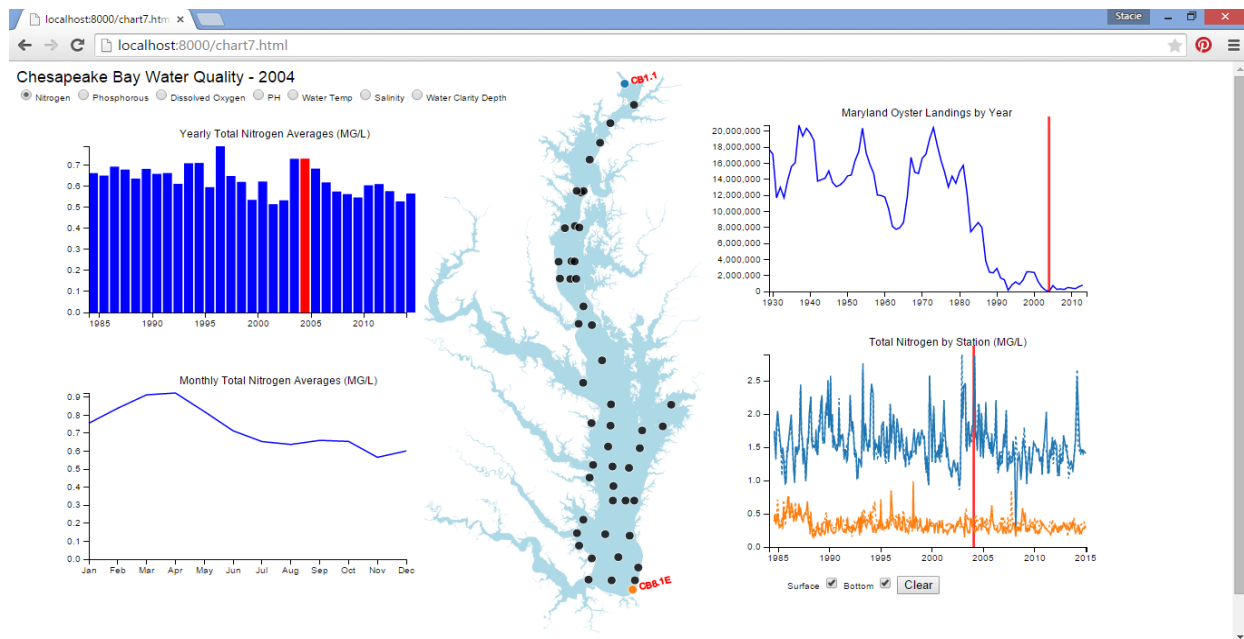 localhost:8000/chart7.htm
Stacie
localhost:8000/chart7.html
Chesapeake Bay Water Quality - 2004
Nitrogen Phosphorous Dissolved Oxygen PH Water Temp Salinity Water Clarity Depth
Yearly Total Nitrogen Averages (MG/L)
0.7
0.6
0.5
0.4
0.3
0.2
0.1
0.0
1985 1990 1995 2000 2005 2010
Monthly Total Nitrogen Averages (MG/L)
0.9
0.8
0.7
0.6
0.5
0.4
0.3
0.2
0.1
0.0
Jan Feb Mar Apr May Jun Jul Aug Sep Oct Nov Dec
CB1.1
CB8.1E
Maryland Oyster Landings by Year
20,000,000
18,000,000
16,000,000
14,000,000
12,000,000
10,000,000
8,000,000
6,000,000
4,000,000
2,000,000
0
1930 1940 1950 1960 1970 1980 1990 2000 2010
Total Nitrogen by Station (MG/L)
2.5
2.0
1.5
1.0
0.5
0.0
1985 1990 1995 2000 2005 2010 2015
Surface Bottom Clear